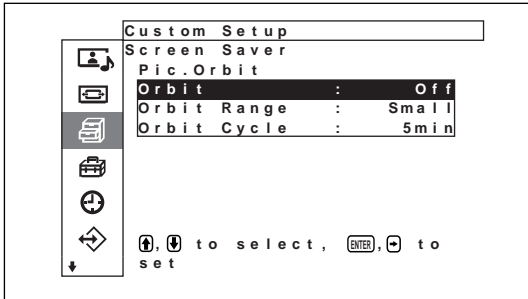 Custom Setup
Screen Saver
Pic.Orbit
Orbit : Off
Orbit Range : Small
Orbit Cycle : 5min
, to select, ENTER, to
set